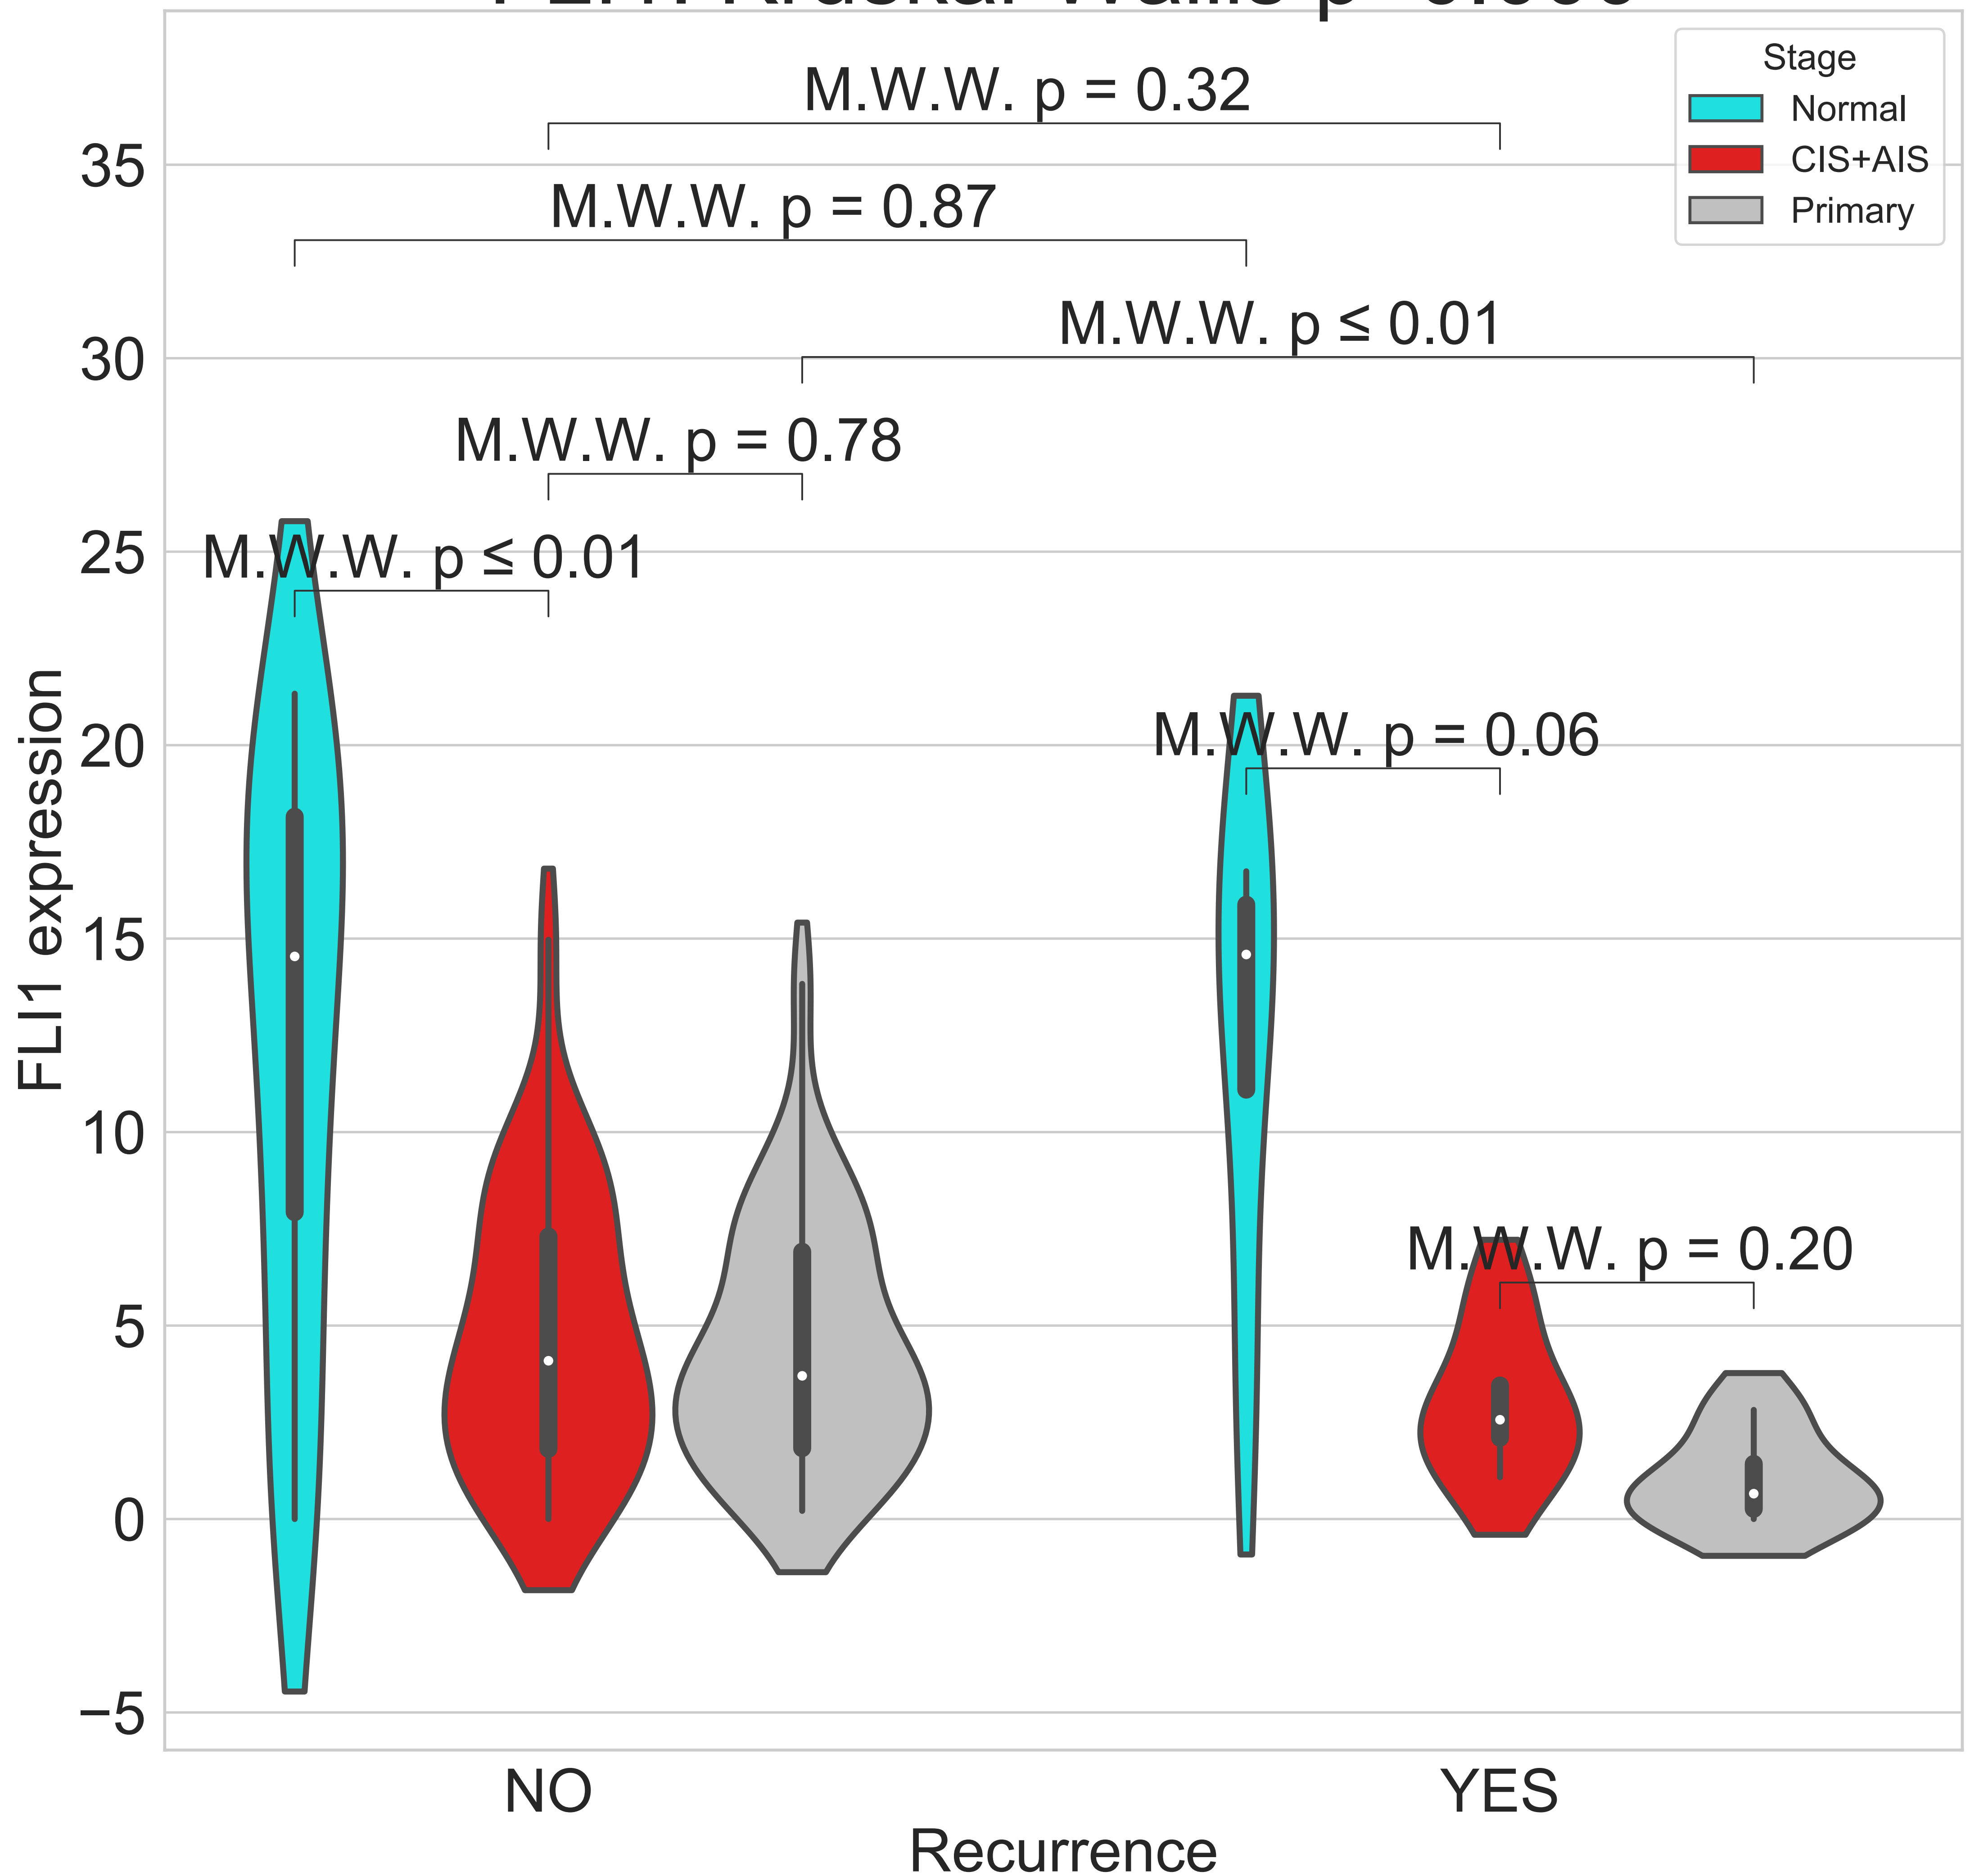 Stage
Normal
CIS+AIS
Primary
M.W.W. p = 0.32
M.W.W. p = 0.87
M.W.W. p ≤ 0.01
M.W.W. p = 0.78
M.W.W. p ≤ 0.01
M.W.W. p = 0.06
M.W.W. p = 0.20
35
30
25
20
15
10
5
0
−5
FLI1 expression
NO
YES
Recurrence